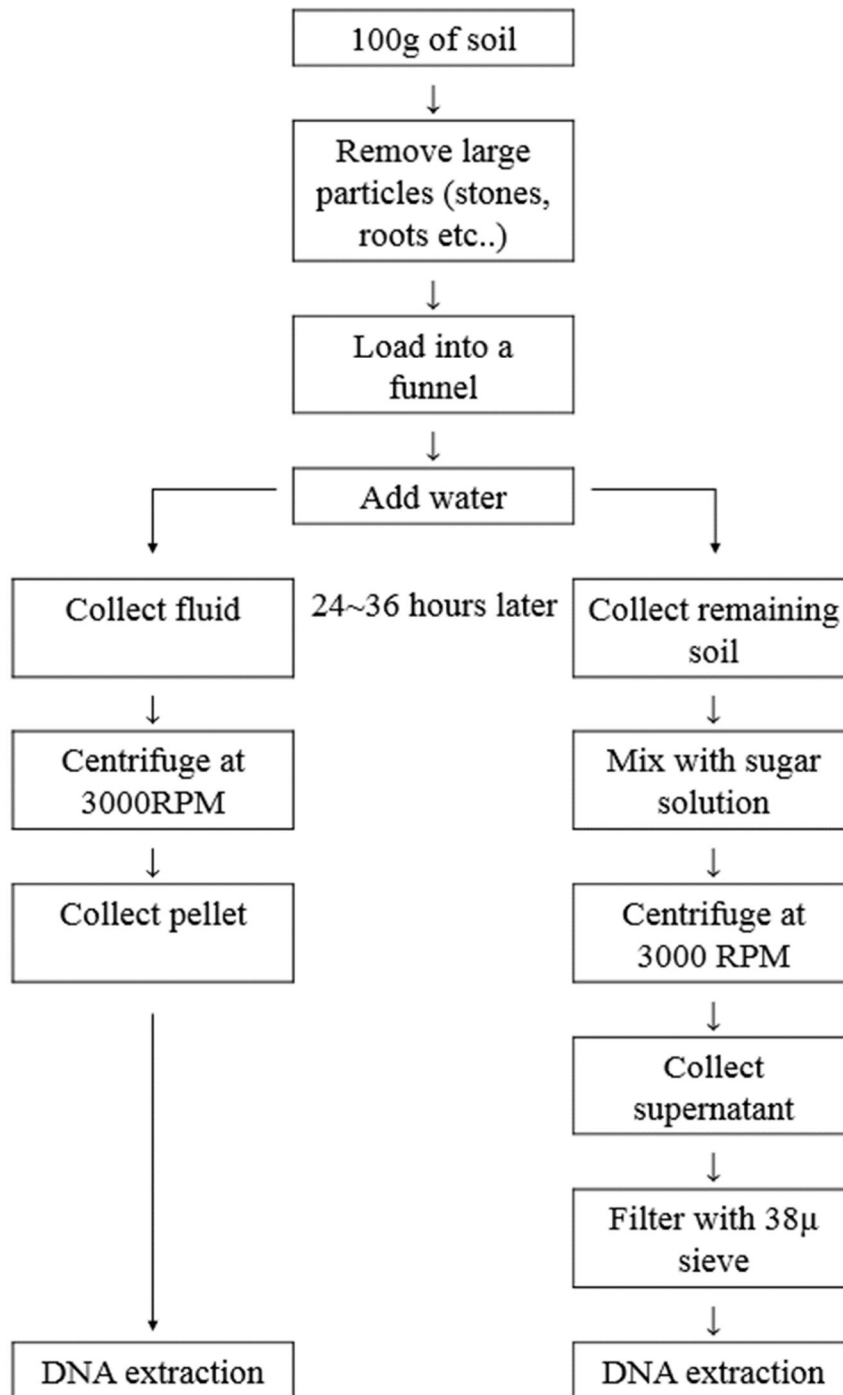 100g of soil
↓
Remove large
particles (stones,
roots etc..)
↓
Load into a
funnel
↓
Add water
Collect fluid
24~36 hours later
Collect remaining
soil
↓
↓
Centrifuge at
3000RPM
Mix with sugar
solution
↓
↓
Collect pellet
Centrifuge at
3000 RPM
↓
Collect
supernatant
↓
Filter with 38µ
sieve
↓
DNA extraction
DNA extraction